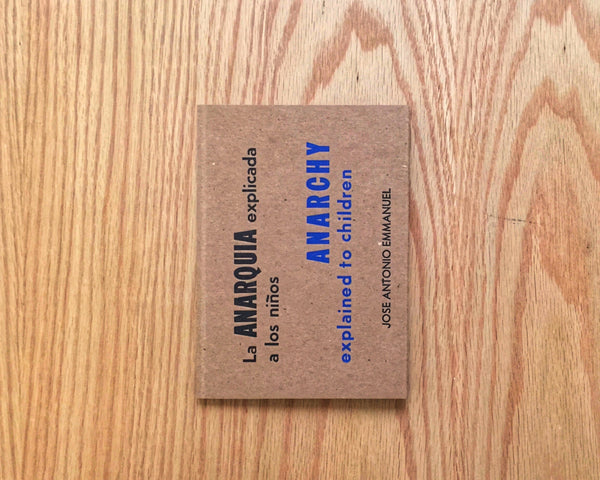 La ANARQUIA explicada
a los niños
ANARCHY
explained to children
JOSE ANTONIO EMMANUEL